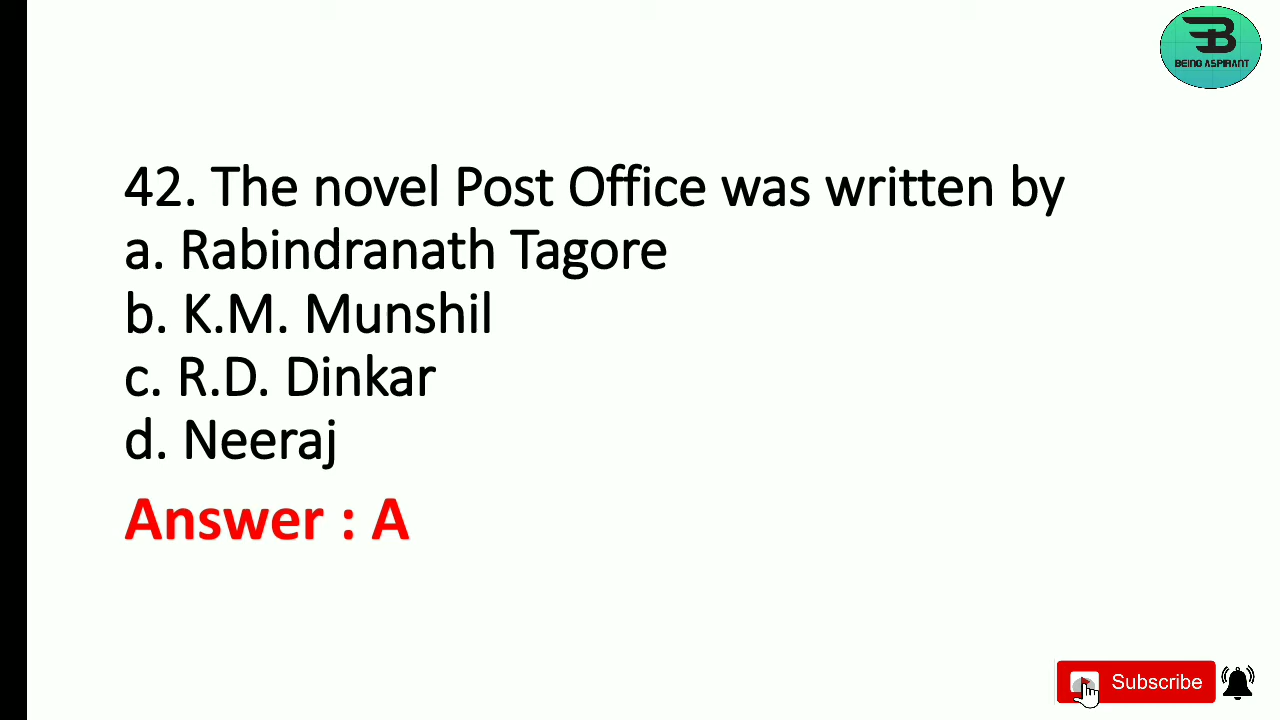 BEING ASPIRANT
42. The novel Post Office was written by
a. Rabindranath Tagore
b. K.M. Munshil
c. R.D. Dinkar
d. Neeraj
Answer : A
Subscribe